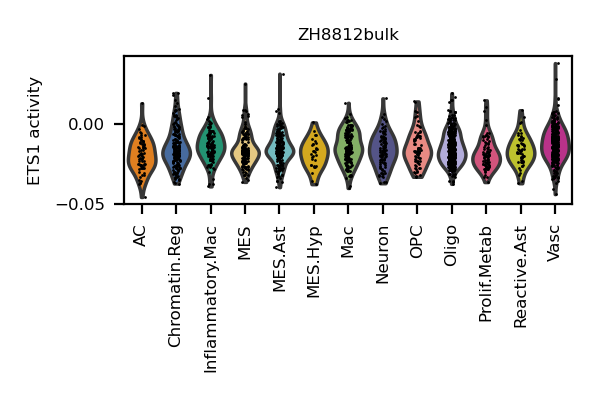 ZH8812bulk
ETS1 activity
0.00
−0.05
AC
Chromatin.Reg
Inflammatory.Mac
MES
MES.Ast
MES.Hyp
Mac
Neuron
OPC
Oligo
Prolif.Metab
Reactive.Ast
Vasc